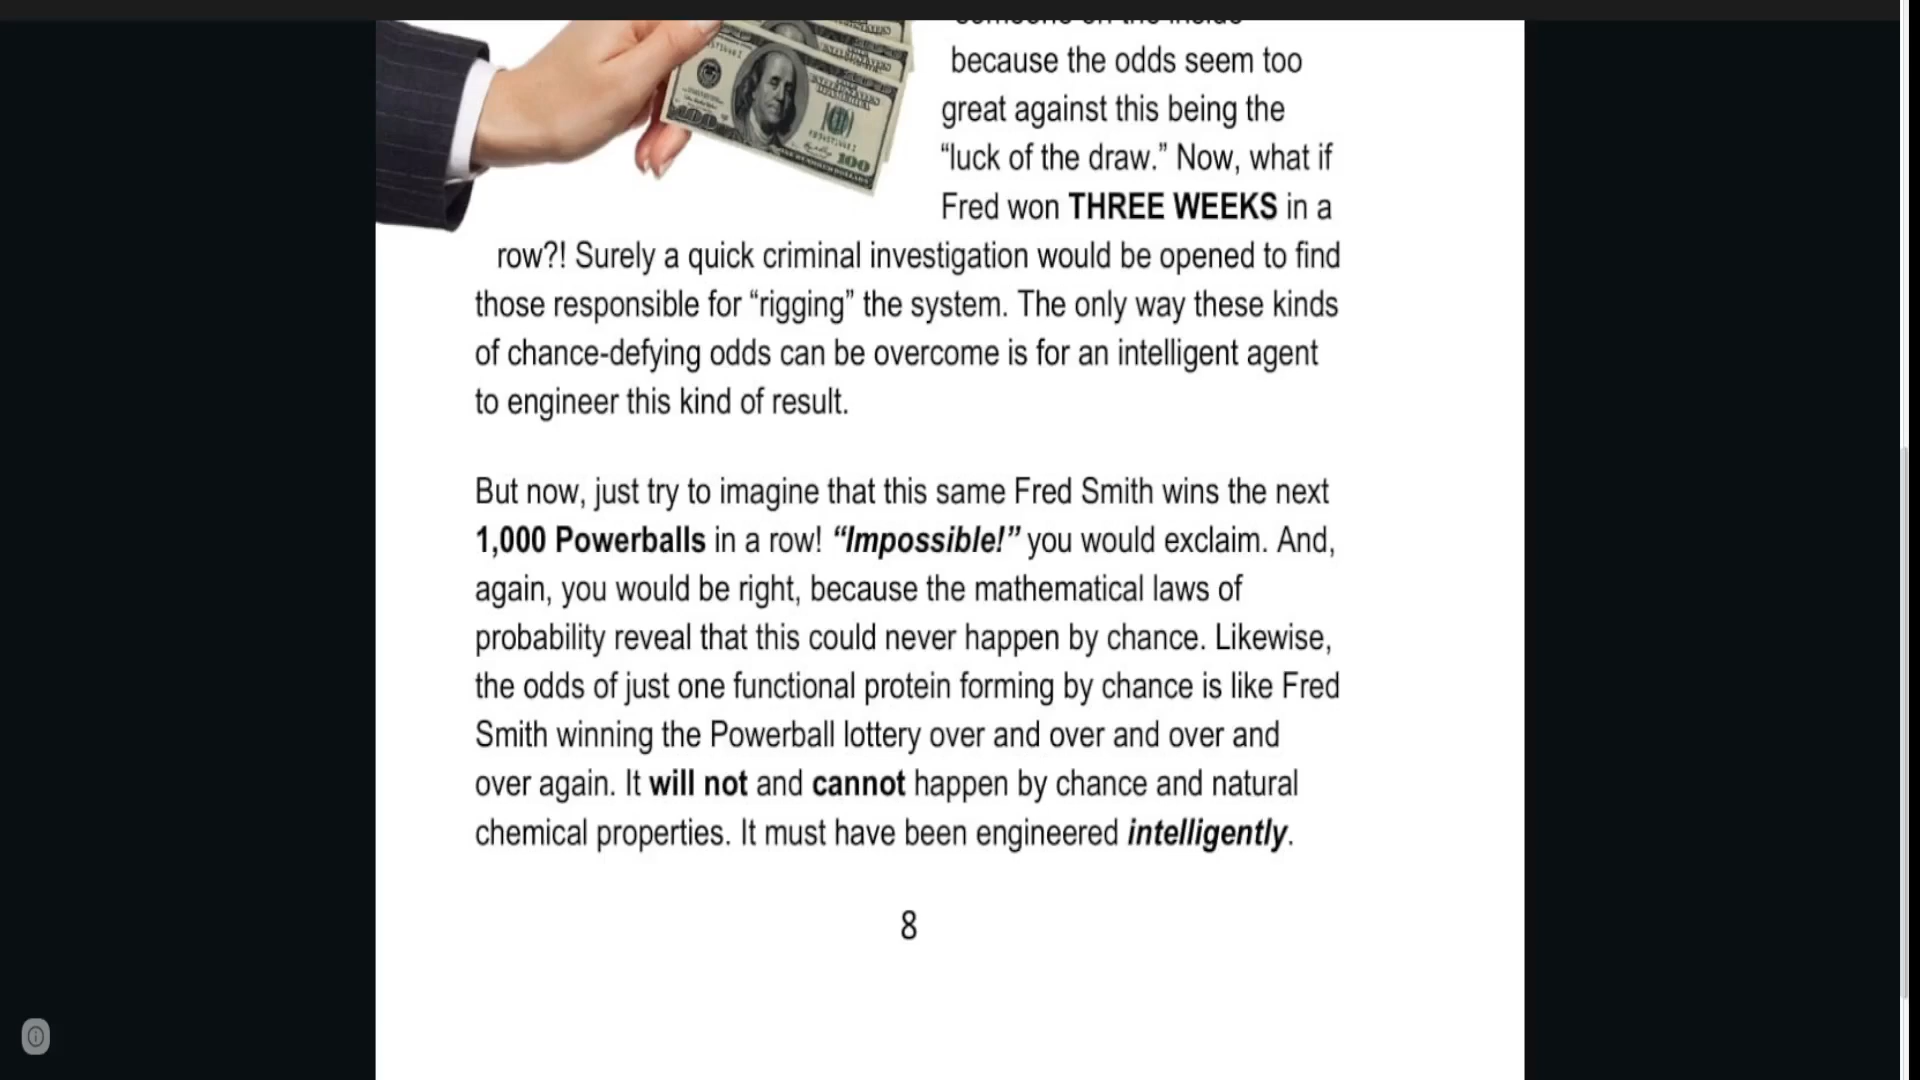 someone on the inside
because the odds seem too
great against this being the
“luck of the draw.” Now, what if
Fred won THREE WEEKS in a
row?! Surely a quick criminal investigation would be opened to find
those responsible for “rigging” the system. The only way these kinds
of chance-defying odds can be overcome is for an intelligent agent
to engineer this kind of result.
But now, just try to imagine that this same Fred Smith wins the next
1,000 Powerballs in a row! “Impossible!” you would exclaim. And,
again, you would be right, because the mathematical laws of
probability reveal that this could never happen by chance. Likewise,
the odds of just one functional protein forming by chance is like Fred
Smith winning the Powerball lottery over and over and over and
over again. It will not and cannot happen by chance and natural
chemical properties. It must have been engineered intelligently.
8
100
100